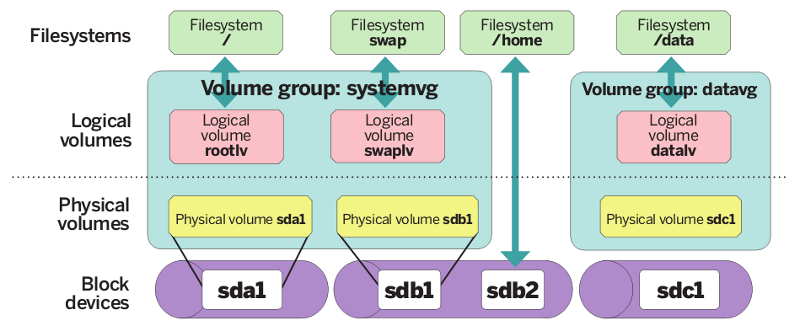 Filesystems
Filesystem
/
Filesystem
swap
Filesystem
/home
Filesystem
/data
Volume group: systemvg
Volume group: datavg
Logical
volumes
Logical
volume
rootlv
Logical
volume
swaplv
Logical
volume
datalv
Physical
volumes
Physical volume sda1
Physical volume sdb1
Physical volume sdc1
Block
devices
sda1
sdb1
sdb2
sdc1